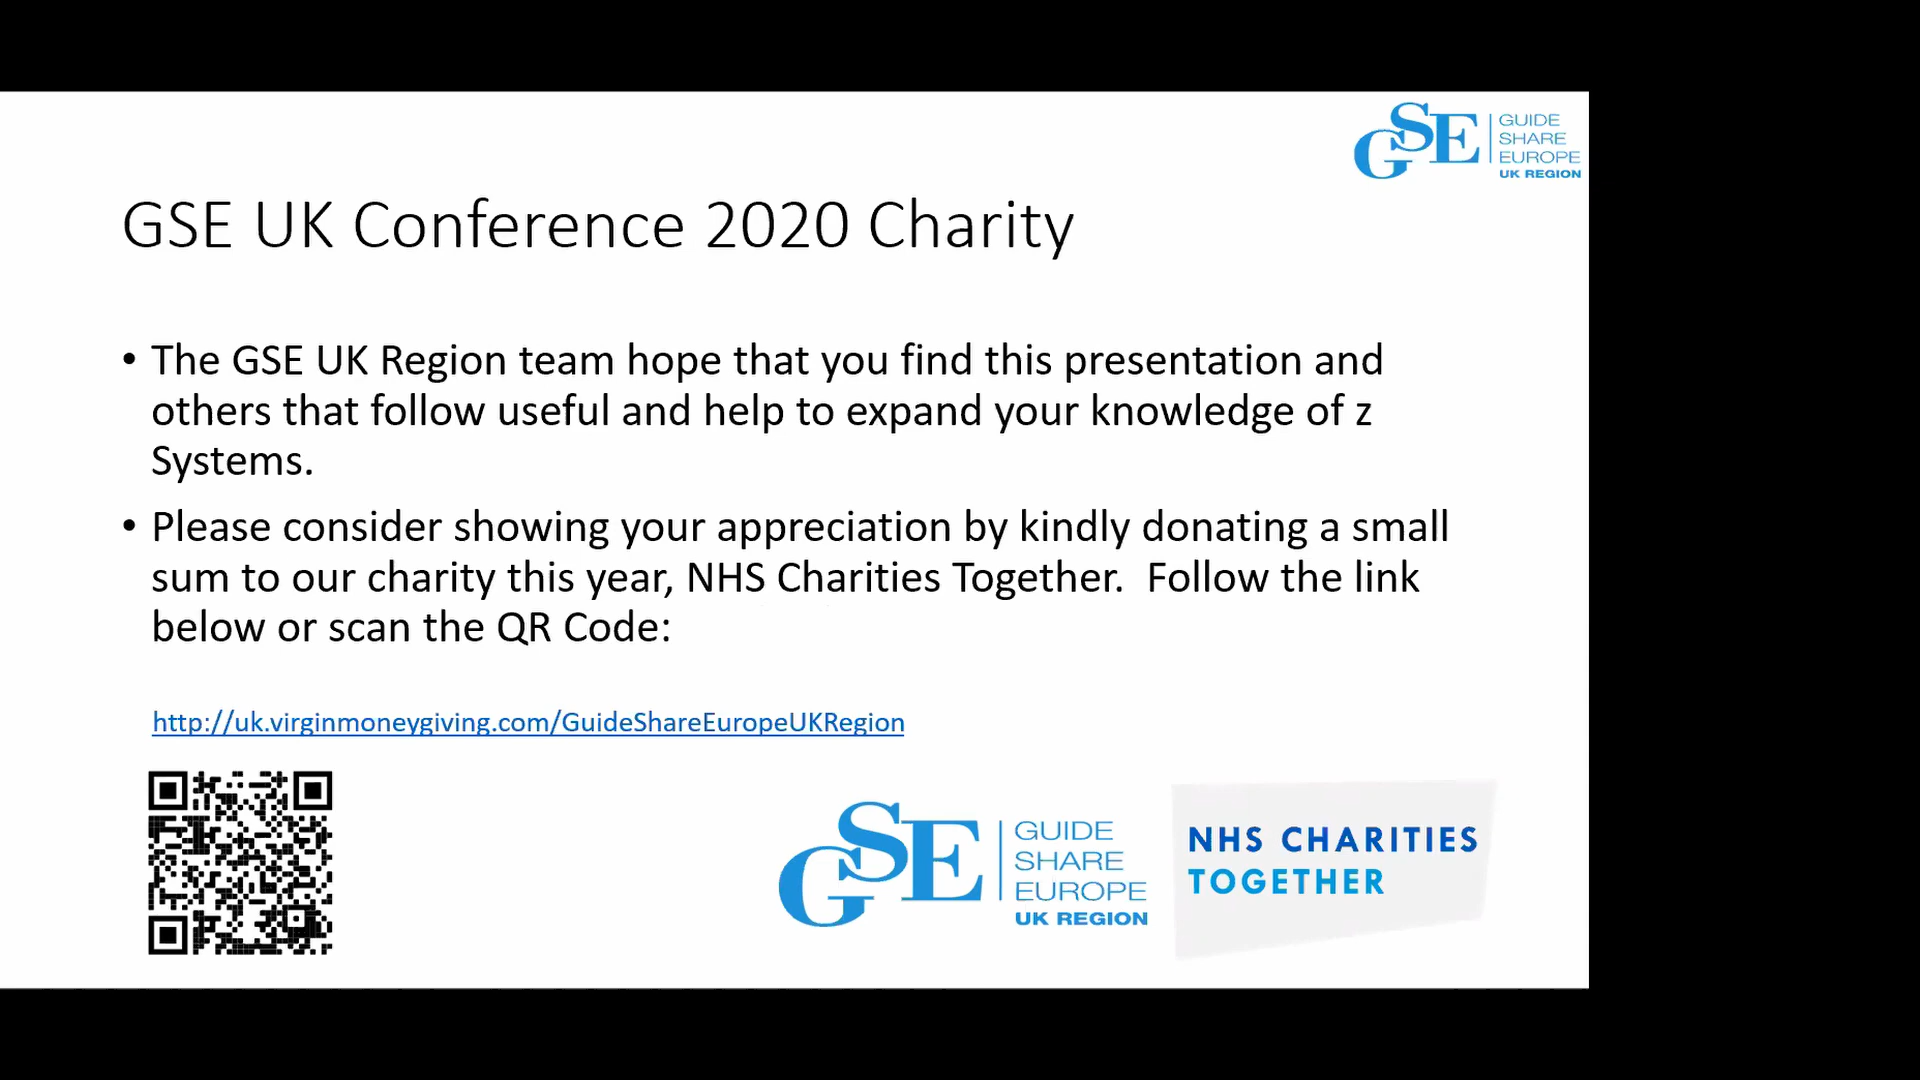 GSE
GUIDE
SHARE
EUROPE
UK REGION
GSE UK Conference 2020 Charity
• The GSE UK Region team hope that you find this presentation and
others that follow useful and help to expand your knowledge of z
Systems.
• Please consider showing your appreciation by kindly donating a small
sum to our charity this year, NHS Charities Together.  Follow the link
below or scan the QR Code:
http://uk.virginmoneygiving.com/GuideShareEuropeUKRegion
GSE
GUIDE
SHARE
EUROPE
UK REGION
NHS CHARITIES
TOGETHER